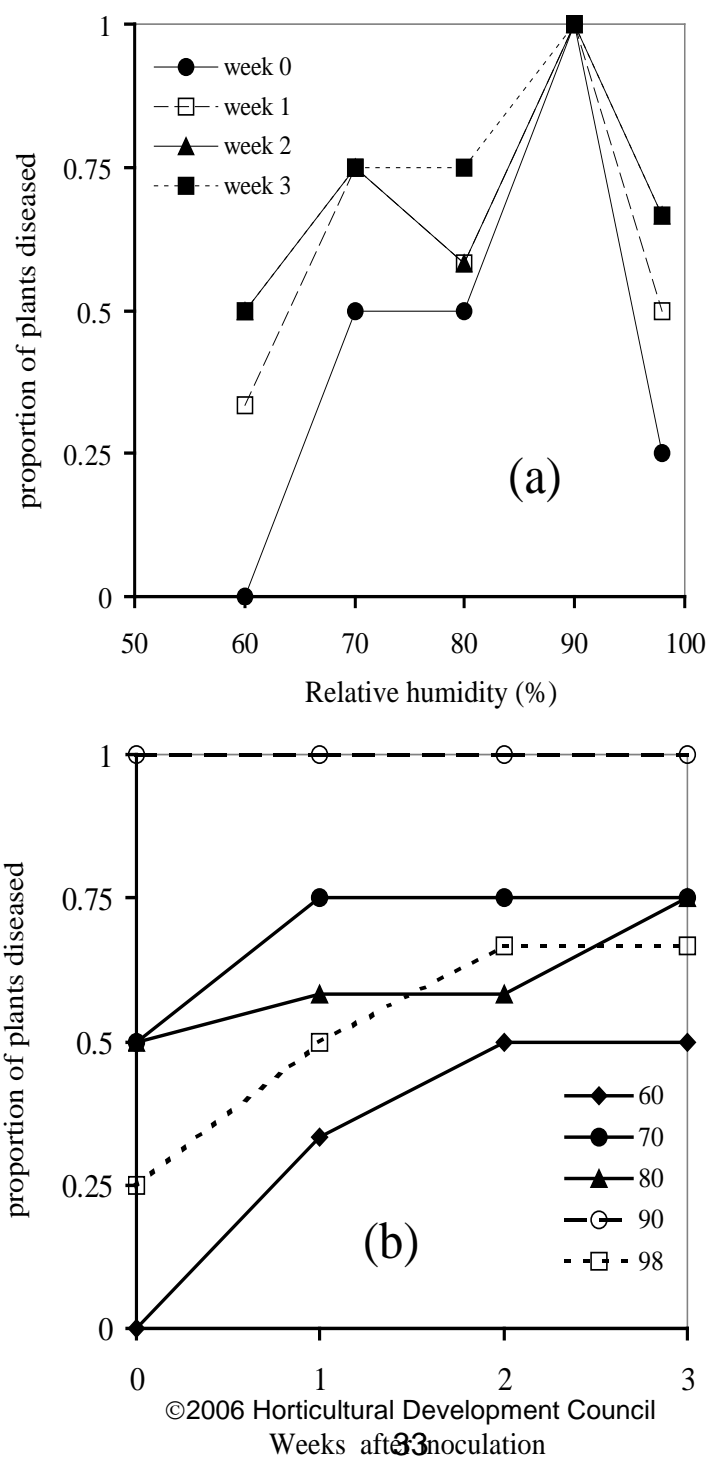 1
week 0
week 1
week 2
0.75
week 3
0.5
0.25
(a)
0
50 60 70 80 90 100
Relative humidity (%)
proportion of plants diseased
1
0.75
0.5
60
70
80
0.25
90
(b)
98
0
0 1 2 3
proportion of plants diseased
©2006 Horticultural Development Council
Weeks after inoculation
33